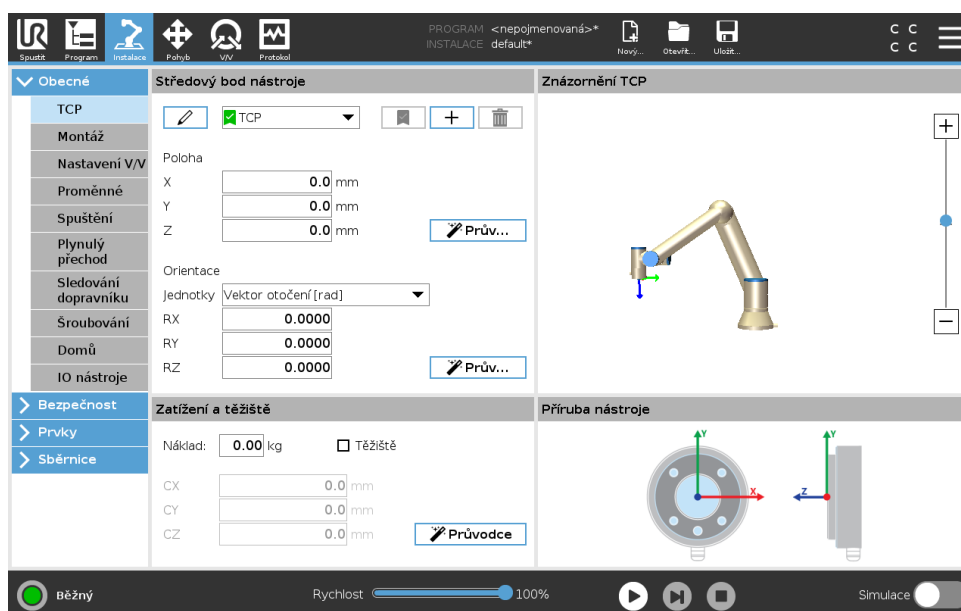 UR
PROGRAM <nepojmenovaná>*
INSTALACE default*
Spustit Program Instalace Pohyb V/V Protokol Nový... Otevřít... Uložit...
C C
C C
Obecné
TCP
Montáž
Nastavení V/V
Proměnné
Spuštění
Plynulý
přechod
Sledování
dopravníku
Šroubování
Domů
IO nástroje
Bezpečnost
Prvky
Sběrnice
Středový bod nástroje
TCP
Poloha
X 0.0 mm
Y 0.0 mm
Z 0.0 mm Prův...
Orientace
Jednotky Vektor otočení [rad]
RX 0.0000
RY 0.0000
RZ 0.0000 Prův...
Znázornění TCP
Zatížení a těžiště
Náklad: 0.00 kg Těžiště
CX 0.0 mm
CY 0.0 mm
CZ 0.0 mm Průvodce
Příruba nástroje
Y Y
X Z
Běžný Rychlost 100% Simulace